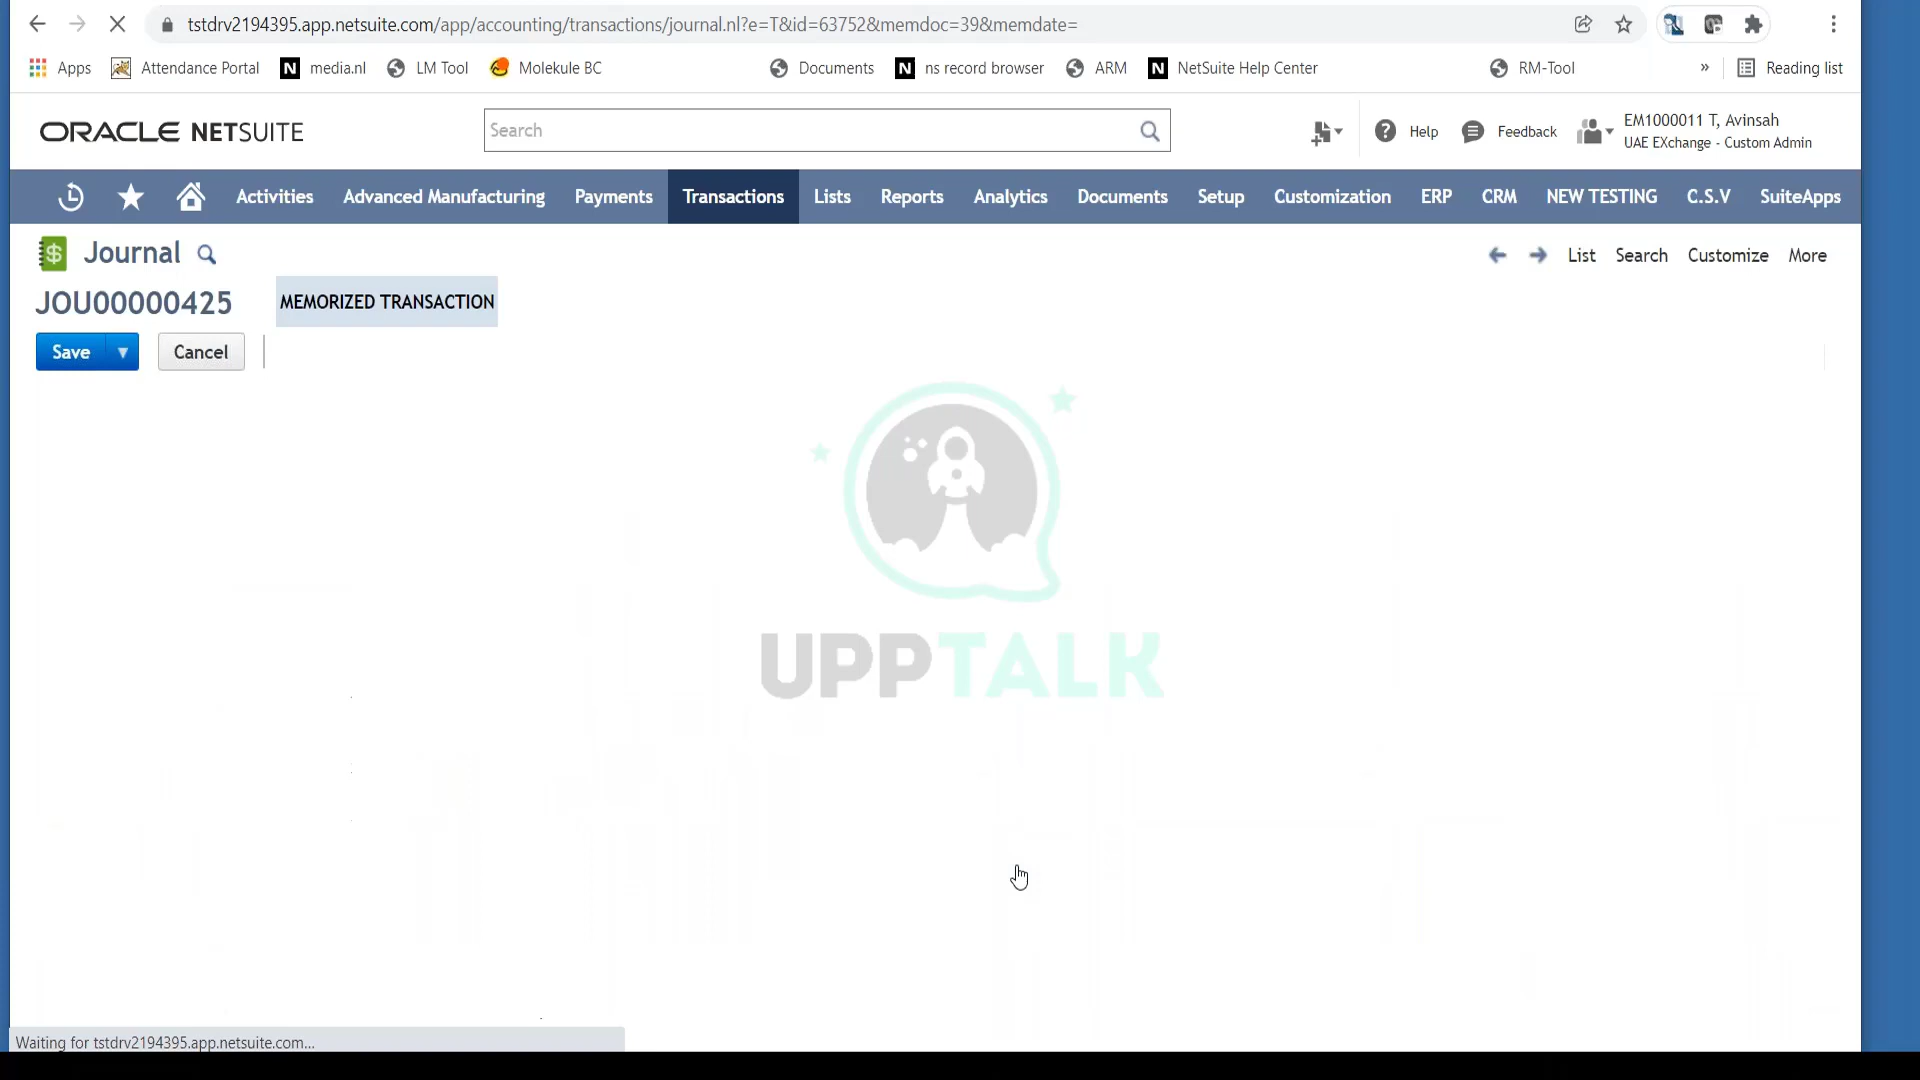 tstdrv2194395.app.netsuite.com/app/accounting/transactions/journal.nl?e=T&id=63752&memdoc=39&memdate=
Apps Attendance Portal media.nl LM Tool Molekule BC Documents ns record browser ARM NetSuite Help Center RM-Tool » Reading list
ORACLE NETSUITE Search Help Feedback EM1000011 T, Avinsah
UAE EXchange - Custom Admin
Activities Advanced Manufacturing Payments Transactions Lists Reports Analytics Documents Setup Customization ERP CRM NEW TESTING C.S.V SuiteApps
Journal List Search Customize More
JOU00000425 MEMORIZED TRANSACTION
Save Cancel
UPPTALK
Waiting for tstdrv2194395.app.netsuite.com...